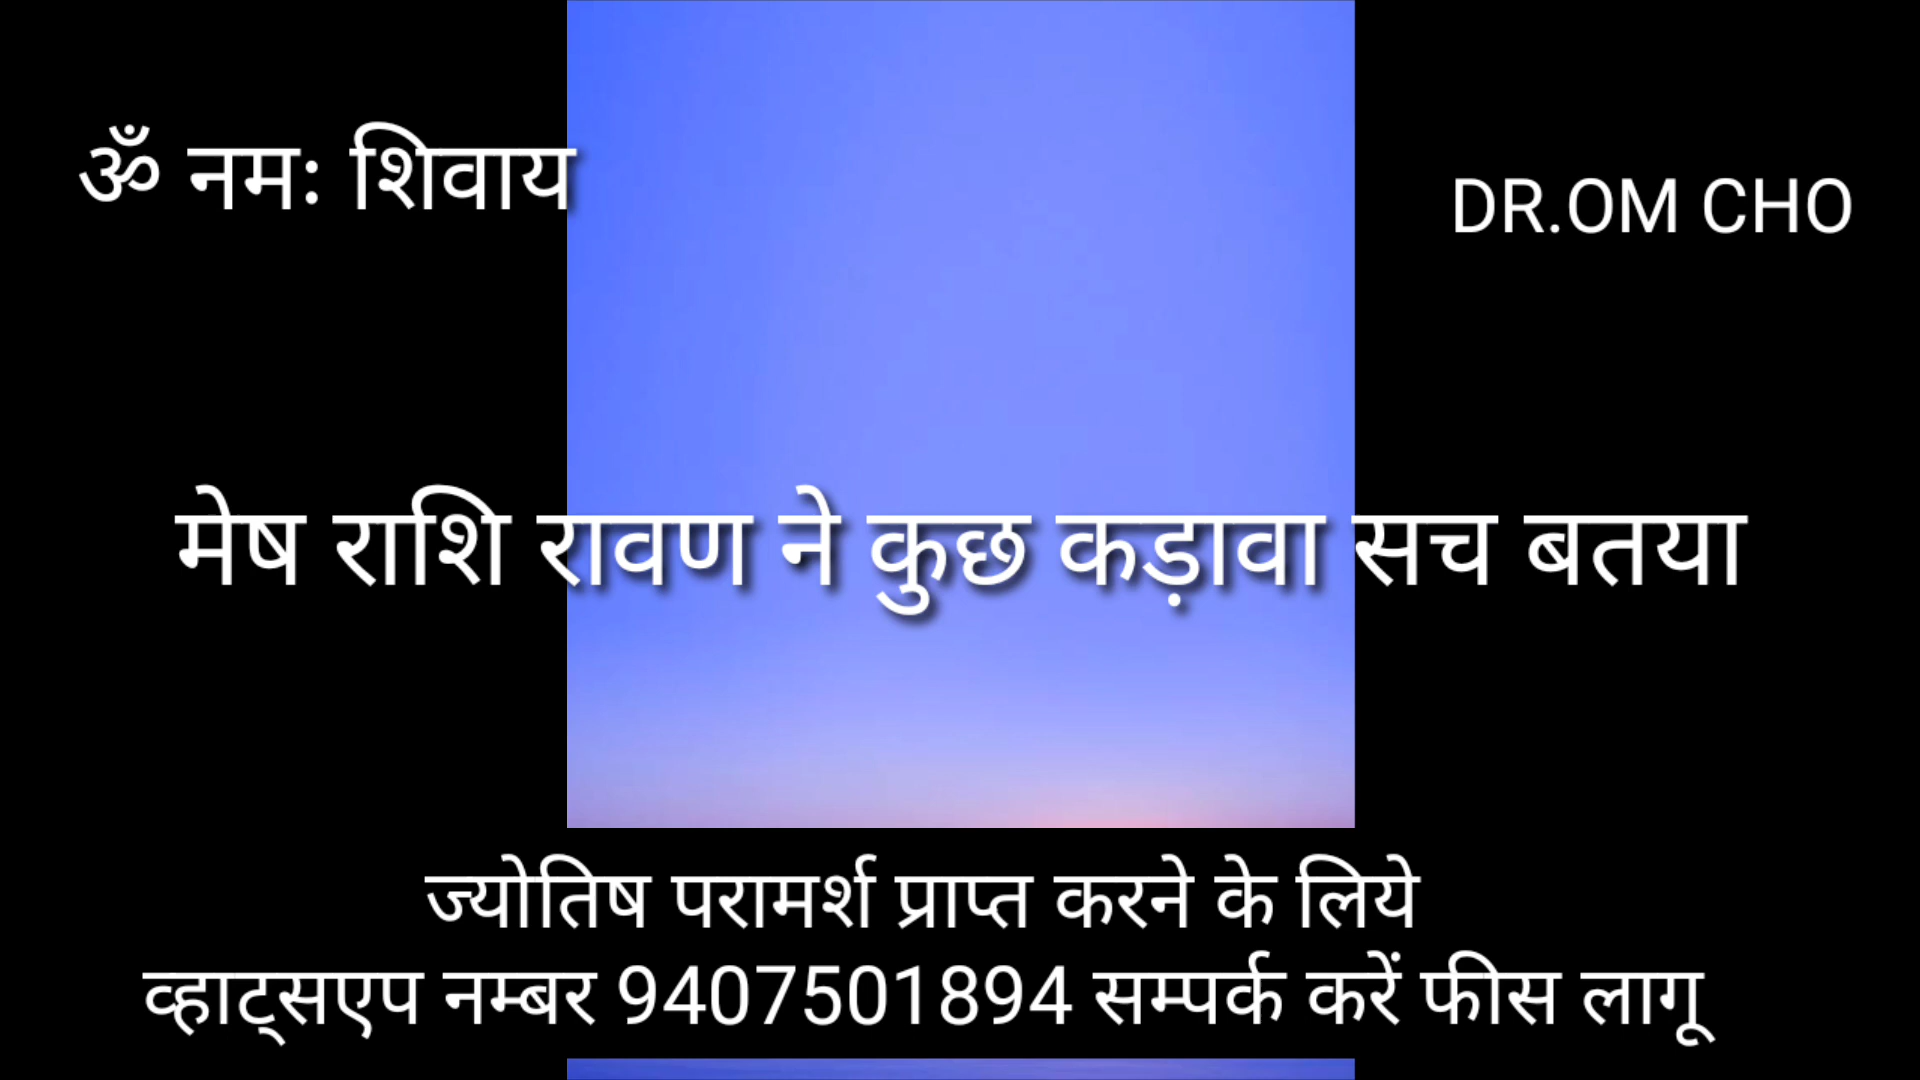 ॐ नमः शिवाय
DR.OM CHO
मेष राशि रावण ने कुछ कड़ावा सच बतया
ज्योतिष परामर्श प्राप्त करने के लिये
व्हाट्सएप नम्बर 9407501894 सम्पर्क करें फीस लागू